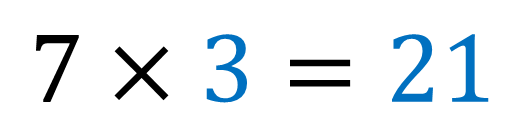 7 × 3 = 21